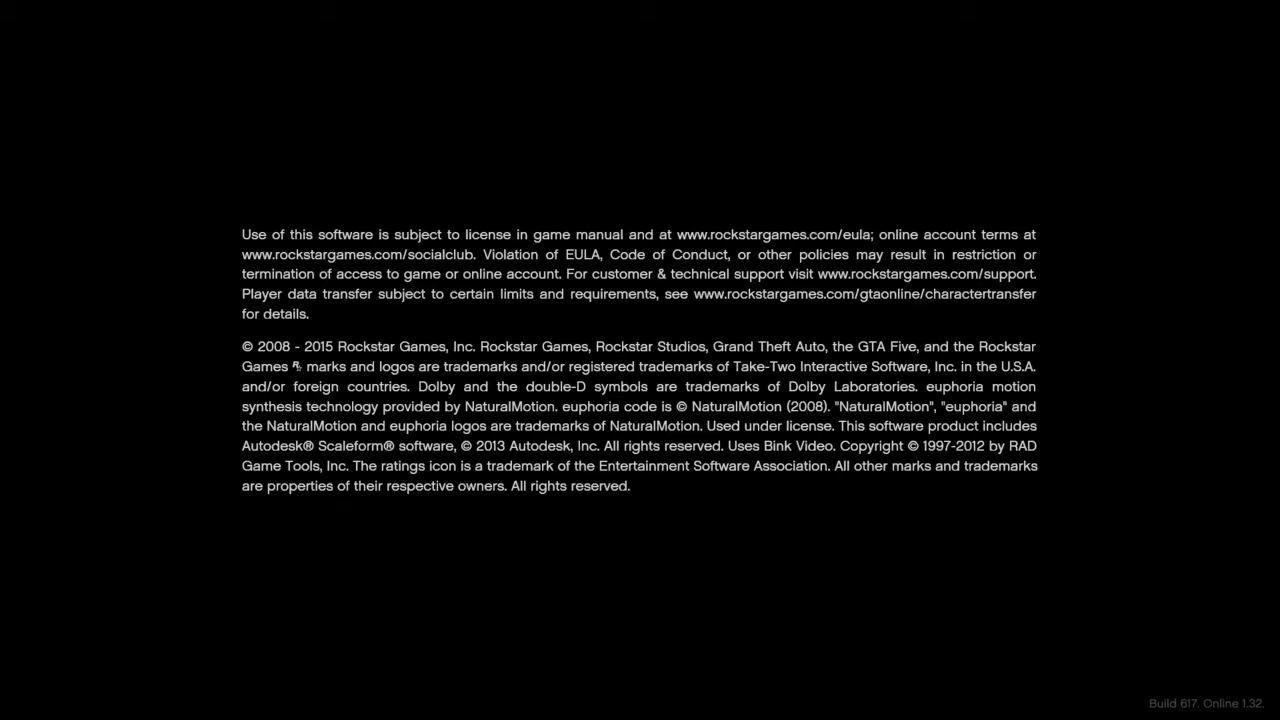 Use of this software is subject to license in game manual and at www.rockstargames.com/eula; online account terms at
www.rockstargames.com/socialclub. Violation of EULA, Code of Conduct, or other policies may result in restriction or
termination of access to game or online account. For customer & technical support visit www.rockstargames.com/support.
Player data transfer subject to certain limits and requirements, see www.rockstargames.com/gtaonline/charactertransfer
for details.
© 2008 - 2015 Rockstar Games, Inc. Rockstar Games, Rockstar Studios, Grand Theft Auto, the GTA Five, and the Rockstar
Games R* marks and logos are trademarks and/or registered trademarks of Take-Two Interactive Software, Inc. in the U.S.A.
and/or foreign countries. Dolby and the double-D symbols are trademarks of Dolby Laboratories. euphoria motion
synthesis technology provided by NaturalMotion. euphoria code is © NaturalMotion (2008). "NaturalMotion", "euphoria" and
the NaturalMotion and euphoria logos are trademarks of NaturalMotion. Used under license. This software product includes
Autodesk® Scaleform® software, © 2013 Autodesk, Inc. All rights reserved. Uses Bink Video. Copyright © 1997-2012 by RAD
Game Tools, Inc. The ratings icon is a trademark of the Entertainment Software Association. All other marks and trademarks
are properties of their respective owners. All rights reserved.
Build 617. Online 1.32.